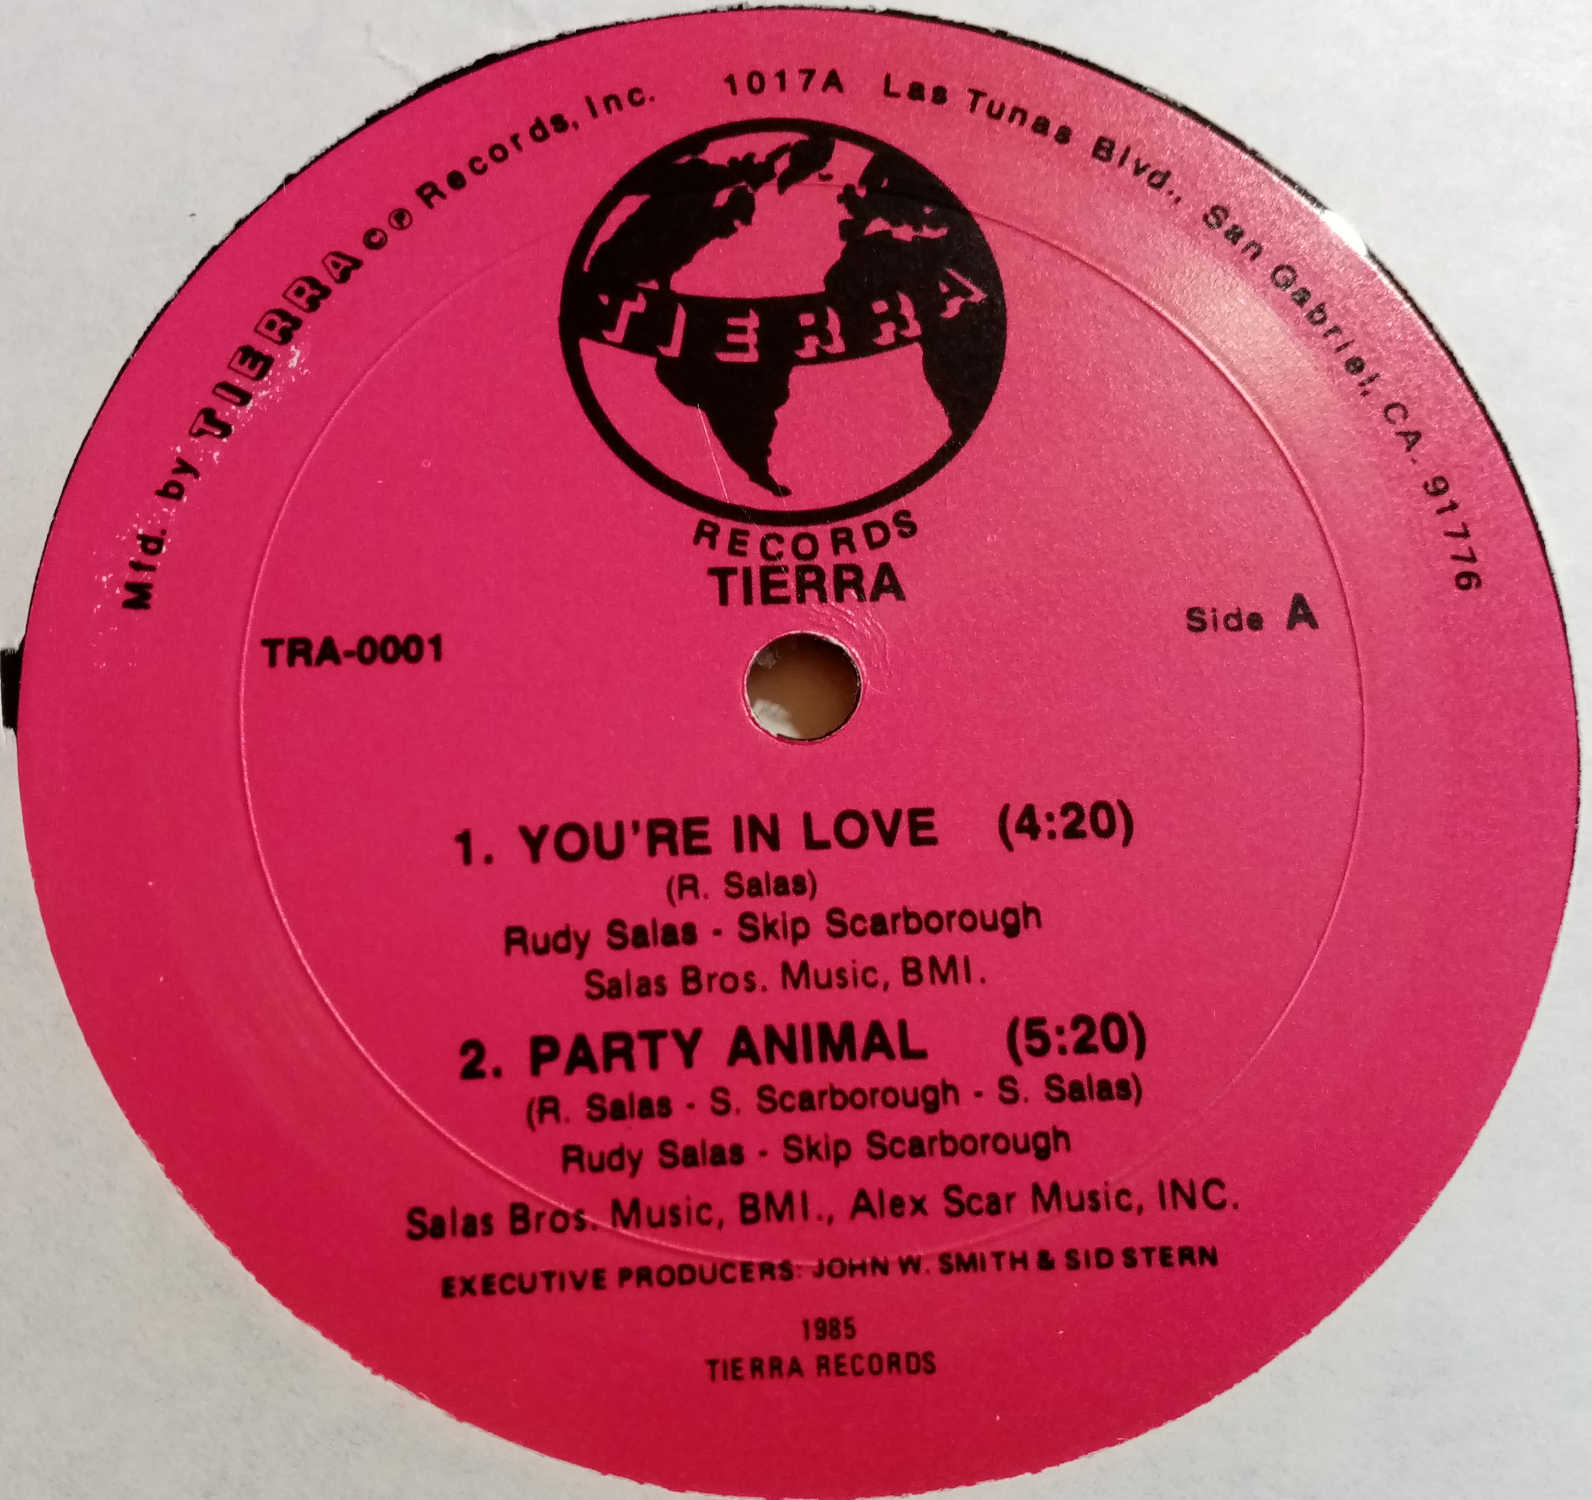 Mfd. by TIERRA © ℗ Records, Inc. 1017A Las Tunas Blvd., San Gabriel, CA. 91776
TIERRA
RECORDS
TIERRA
TRA-0001
Side A
1. YOU'RE IN LOVE (4:20)
(R. Salas)
Rudy Salas - Skip Scarborough
Salas Bros. Music, BMI.
2. PARTY ANIMAL (5:20)
(R. Salas - S. Scarborough - S. Salas)
Rudy Salas - Skip Scarborough
Salas Bros. Music, BMI., Alex Scar Music, INC.
EXECUTIVE PRODUCERS: JOHN W. SMITH & SID STERN
1985
TIERRA RECORDS